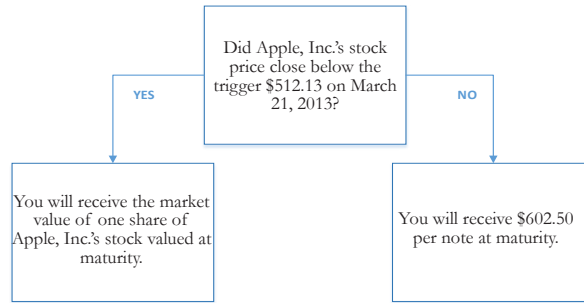 Did Apple, Inc.'s stock
price close below the
trigger $512.13 on March
21, 2013?
YES
NO
You will receive the market
value of one share of
Apple, Inc.'s stock valued at
maturity.
You will receive $602.50
per note at maturity.